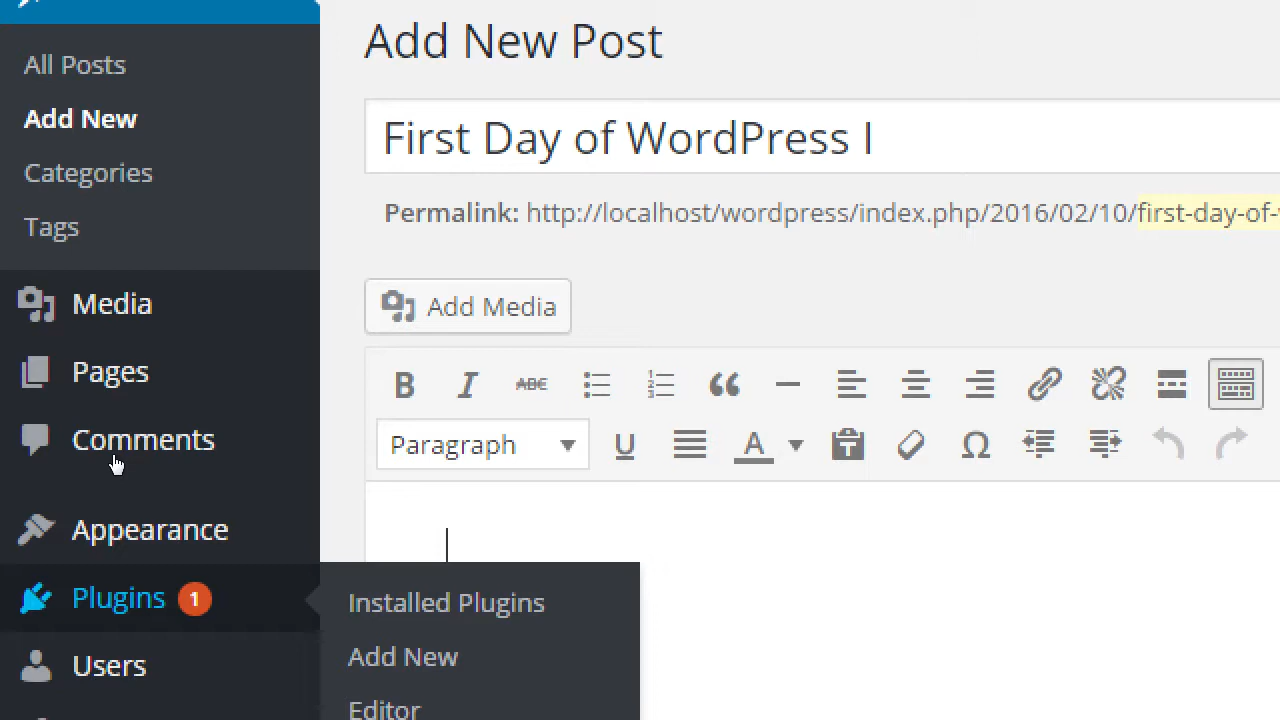 All Posts
Add New
Categories
Tags
Media
Pages
Comments
Appearance
Plugins 1
Users
Installed Plugins
Add New
Editor
Add New Post
First Day of WordPress I
Permalink: http://localhost/wordpress/index.php/2016/02/10/first-day-of-
Add Media
B I ABC
Paragraph U A T Ω